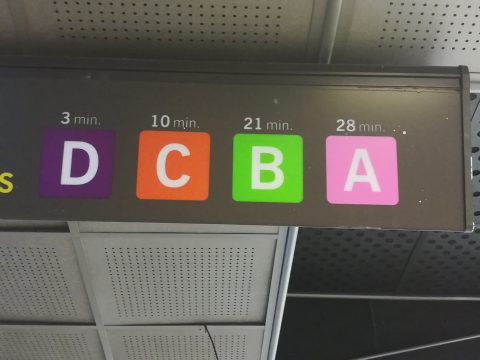 3 min. 10 min. 21 min. 28 min.
s D C B A